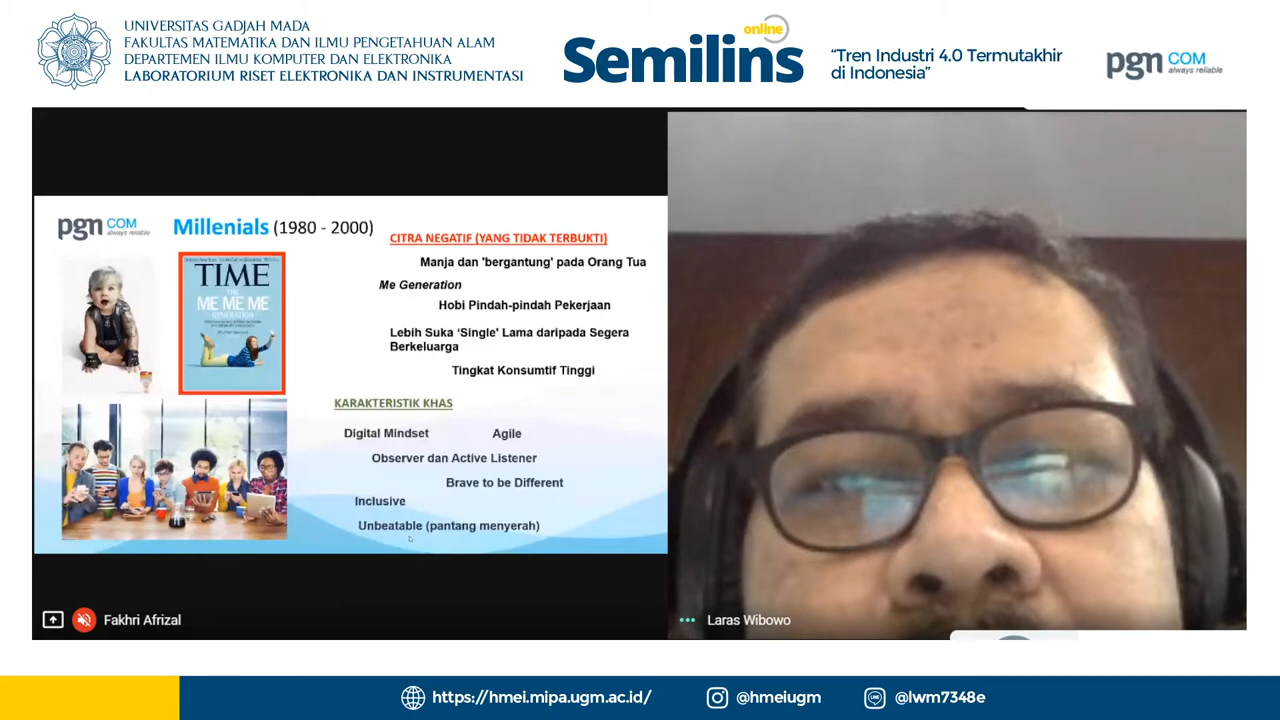 UNIVERSITAS GADJAH MADA
FAKULTAS MATEMATIKA DAN ILMU PENGETAHUAN ALAM
DEPARTEMEN ILMU KOMPUTER DAN ELEKTRONIKA
LABORATORIUM RISET ELEKTRONIKA DAN INSTRUMENTASI
online
Semilins
“Tren Industri 4.0 Termutakhir
di Indonesia”
pgn COM
always reliable
pgn COM
always reliable
Millenials (1980 - 2000)
TIME
ME ME ME
GENERATION
CITRA NEGATIF (YANG TIDAK TERBUKTI)
Manja dan 'bergantung' pada Orang Tua
Me Generation
Hobi Pindah-pindah Pekerjaan
Lebih Suka ‘Single' Lama daripada Segera
Berkeluarga
Tingkat Konsumtif Tinggi
KARAKTERISTIK KHAS
Digital Mindset
Agile
Observer dan Active Listener
Brave to be Different
Inclusive
Unbeatable (pantang menyerah)
Fakhri Afrizal
Laras Wibowo
https://hmei.mipa.ugm.ac.id/
@hmeiugm
@lwm7348e